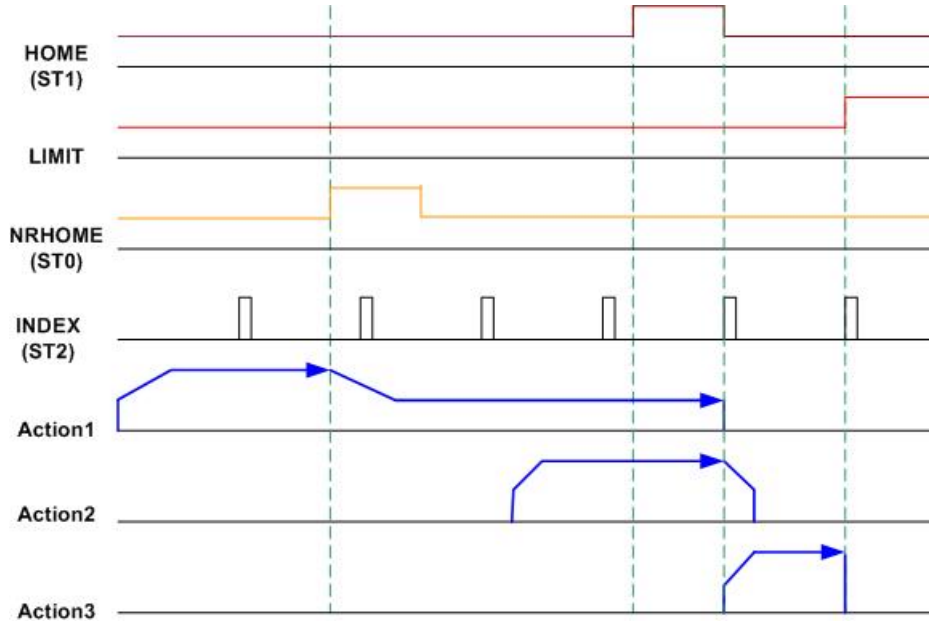 HOME
(ST1)
LIMIT
NRHOME
(ST0)
INDEX
(ST2)
Action1
Action2
Action3